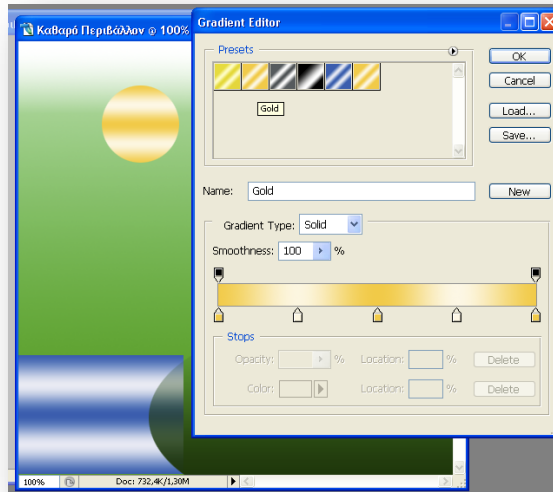 Καθαρό Περιβάλλον @ 100%
Gradient Editor
Presets
OK
Cancel
Load...
Save...
Gold
Name: Gold
New
Gradient Type: Solid
Smoothness: 100 %
Stops
Opacity: % Location: % Delete
Color: Location: % Delete
100% Doc: 732,4K/1,30M